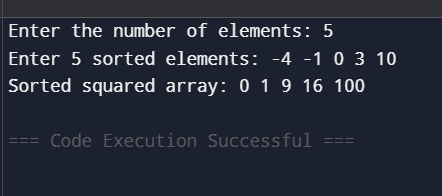 Enter the number of elements: 5
Enter 5 sorted elements: -4 -1 0 3 10
Sorted squared array: 0 1 9 16 100
=== Code Execution Successful ===